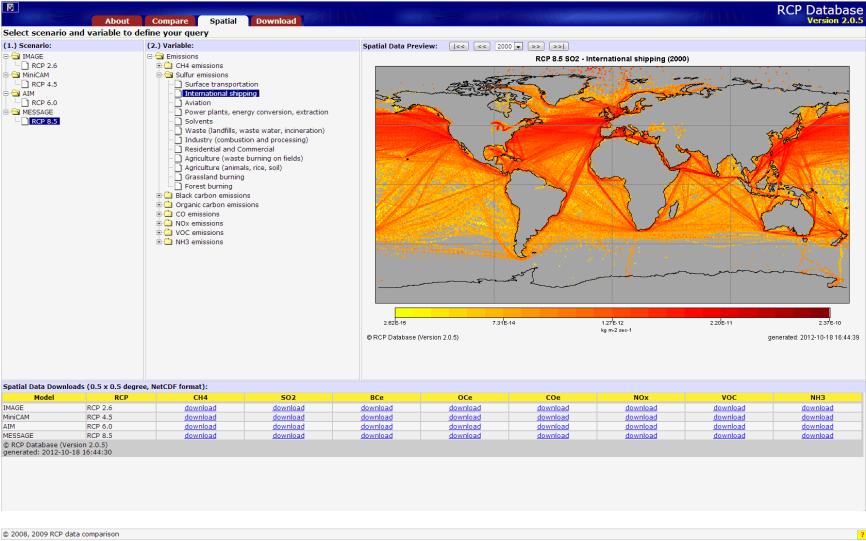 RCP Database
Version 2.0.5
About Compare Spatial Download
Select scenario and variable to define your query
(1.) Scenario:
IMAGE
RCP 2.6
MiniCAM
RCP 4.5
AIM
RCP 6.0
MESSAGE
RCP 8.5
(2.) Variable:
Emissions
CH4 emissions
Sulfur emissions
Surface transportation
International shipping
Aviation
Power plants, energy conversion, extraction
Solvents
Waste (landfills, waste water, incineration)
Industry (combustion and processing)
Residential and Commercial
Agriculture (waste burning on fields)
Agriculture (animals, rice, soil)
Grassland burning
Forest burning
Black carbon emissions
Organic carbon emissions
CO emissions
NOx emissions
VOC emissions
NH3 emissions
Spatial Data Preview: |<< << 2000 >> >>|
RCP 8.5 SO2 - International shipping (2000)
2.62E-15 7.31E-14 1.27E-12 2.20E-11 2.37E-10
kg m-2 sec-1
© RCP Database (Version 2.0.5) generated: 2012-10-18 16:44:39
Spatial Data Downloads (0.5 x 0.5 degree, NetCDF format):
Model RCP CH4 SO2 BCe OCe COe NOx VOC NH3
IMAGE RCP 2.6 download download download download download download download download
MiniCAM RCP 4.5 download download download download download download download download
AIM RCP 6.0 download download download download download download download download
MESSAGE RCP 8.5 download download download download download download download download
© RCP Database (Version 2.0.5)
generated: 2012-10-18 16:44:30
© 2008, 2009 RCP data comparison ?